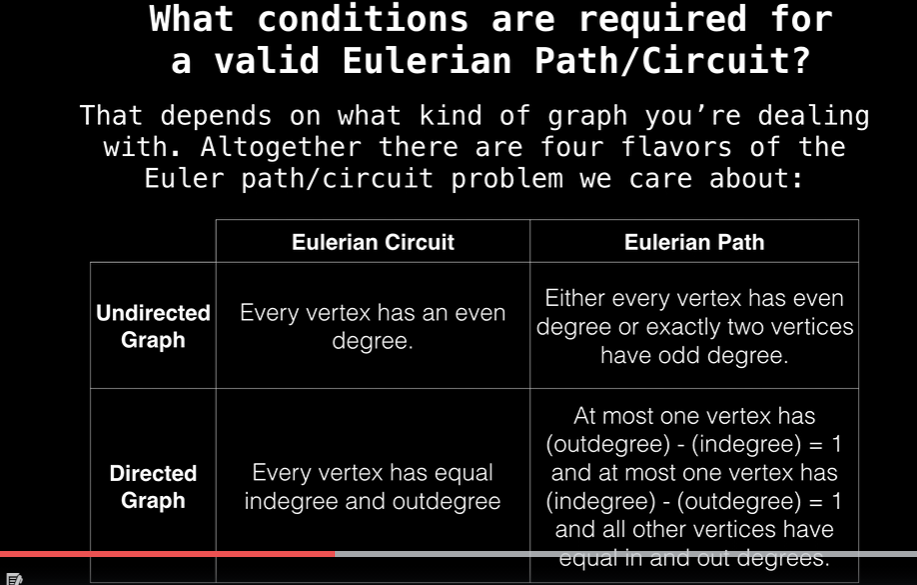 What conditions are required for
a valid Eulerian Path/Circuit?
That depends on what kind of graph you’re dealing
with. Altogether there are four flavors of the
Euler path/circuit problem we care about:
Eulerian Circuit
Eulerian Path
Undirected
Graph
Every vertex has an even
degree.
Either every vertex has even
degree or exactly two vertices
have odd degree.
Directed
Graph
Every vertex has equal
indegree and outdegree
At most one vertex has
(outdegree) - (indegree) = 1
and at most one vertex has
(indegree) - (outdegree) = 1
and all other vertices have
equal in and out degrees.